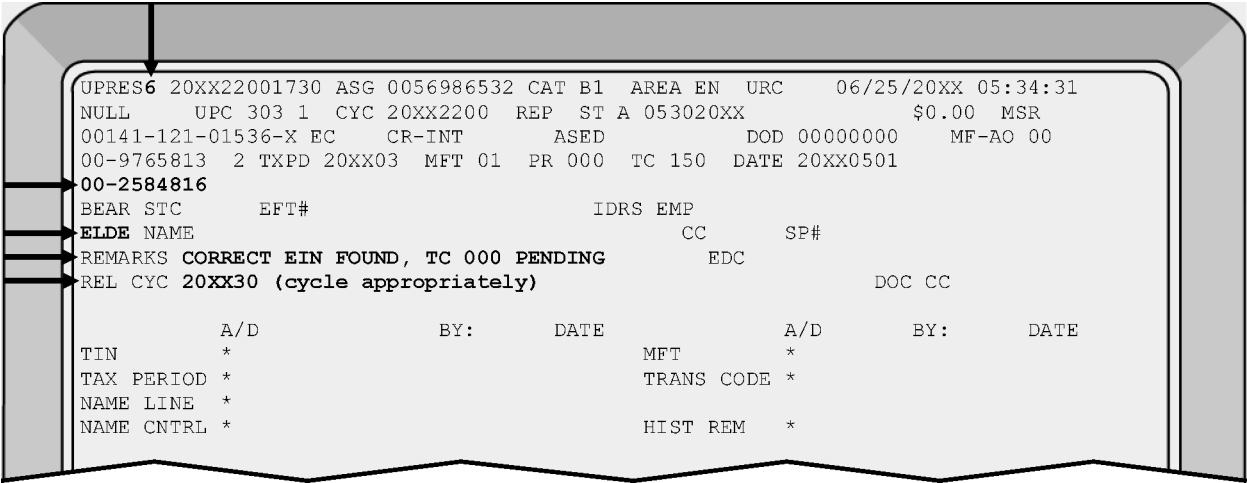 UPRES6 20XX22001730 ASG 0056986532 CAT B1 AREA EN URC 06/25/20XX 05:34:31
NULL UPC 303 1 CYC 20XX2200 REP ST A 053020XX $0.00 MSR
00141-121-01536-X EC CR-INT ASED DOD 00000000 MF-AO 00
00-9765813 2 TXPD 20XX03 MFT 01 PR 000 TC 150 DATE 20XX0501
00-2584816
BEAR STC EFT# IDRS EMP
ELDE NAME CC SP#
REMARKS CORRECT EIN FOUND, TC 000 PENDING EDC
REL CYC 20XX30 (cycle appropriately) DOC CC
A/D BY: DATE A/D BY: DATE
TIN * MFT *
TAX PERIOD * TRANS CODE *
NAME LINE *
NAME CNTRL * HIST REM *